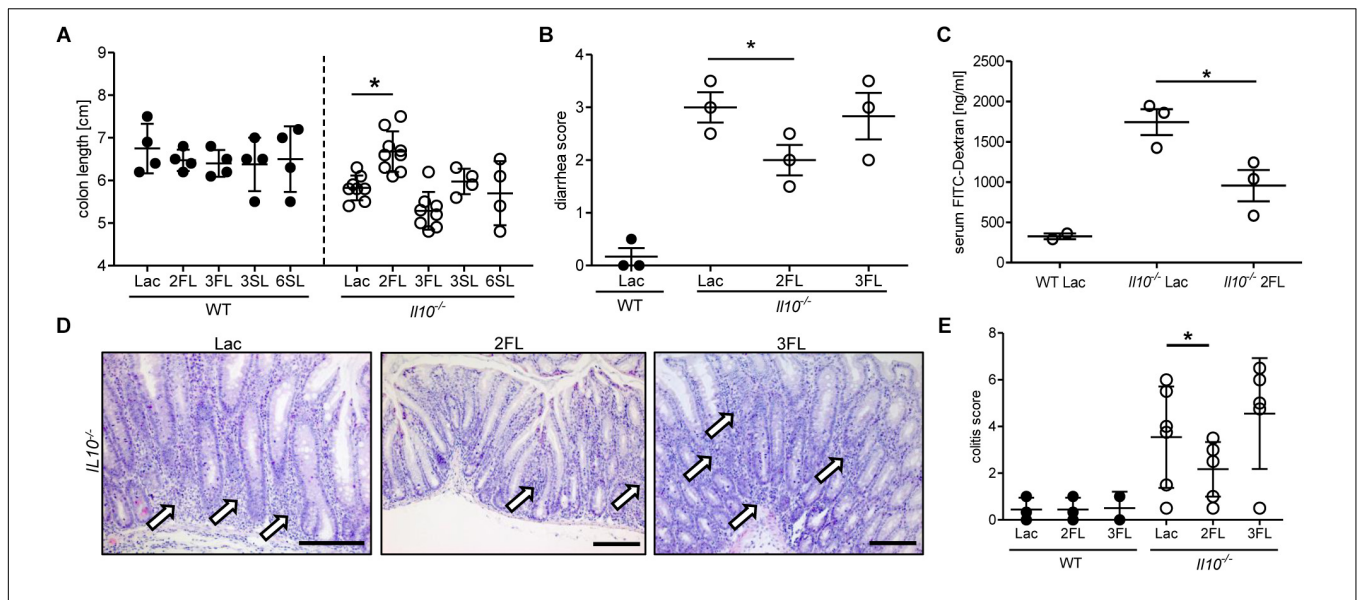 A
colon length [cm]
9
8
7
6
5
4
*
Lac 2FL 3FL 3SL 6SL
WT
Lac 2FL 3FL 3SL 6SL
Il10-/-
B
diarrhea score
4
3
2
1
0
*
Lac
WT
Lac 2FL 3FL
Il10-/-
C
serum FITC-Dextran [ng/ml]
2500
2000
1500
1000
500
0
*
WT Lac Il10-/- Lac Il10-/- 2FL
D
Lac 2FL 3FL
IL10-/-
E
colitis score
8
6
4
2
0
*
Lac 2FL 3FL
WT
Lac 2FL 3FL
Il10-/-